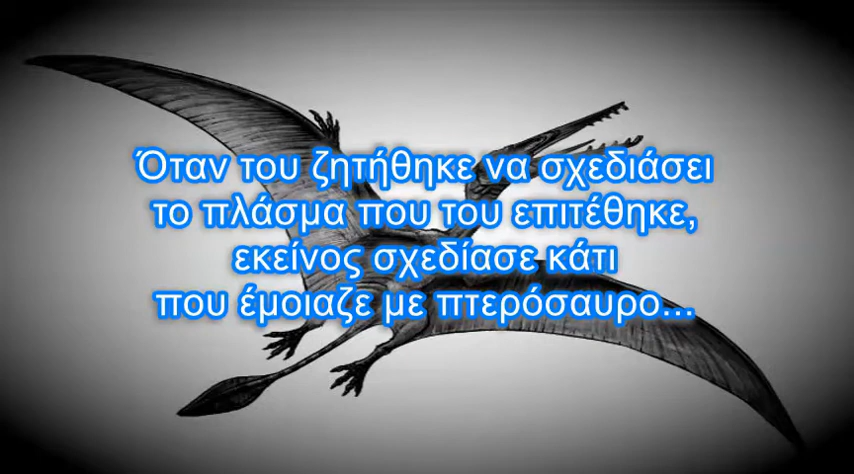 Όταν του ζητήθηκε να σχεδιάσει
το πλάσμα που του επιτέθηκε,
εκείνος σχεδίασε κάτι
που έμοιαζε με πτερόσαυρο...